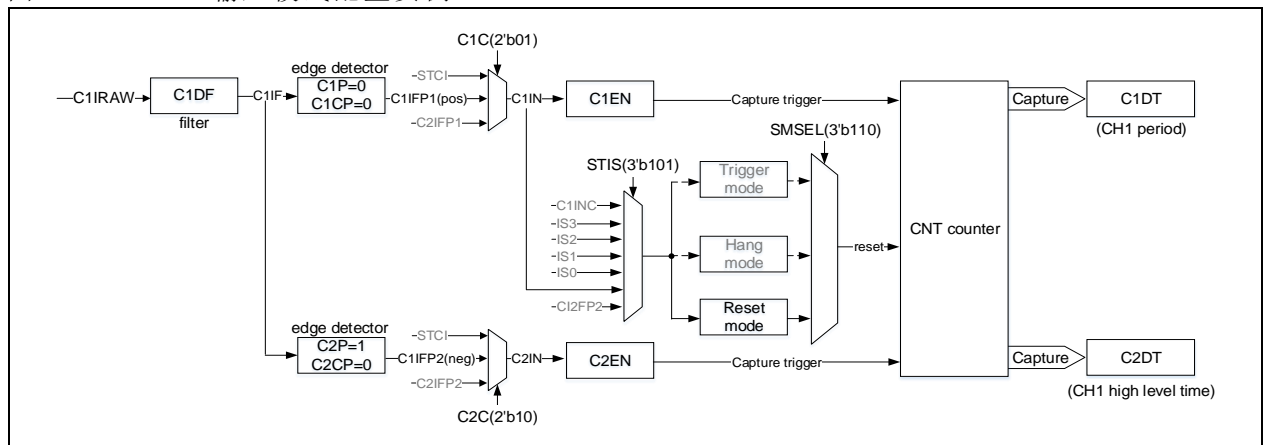 C1C(2'b01)
edge detector
C1P=0
C1CP=0
C1IRAW
C1DF
filter
C1IF
STCI
C1IFP1(pos)
C2IFP1
C1IN
C1EN
Capture trigger
Capture
C1DT
(CH1 period)
SMSEL(3'b110)
STIS(3'b101)
Trigger
mode
C1INC
IS3
IS2
IS1
IS0
CI2FP2
Hang
mode
reset
CNT counter
Reset
mode
edge detector
C2P=1
C2CP=0
STCI
C1IFP2(neg)
C2IFP2
C2IN
C2EN
Capture trigger
Capture
C2DT
(CH1 high level time)
C2C(2'b10)